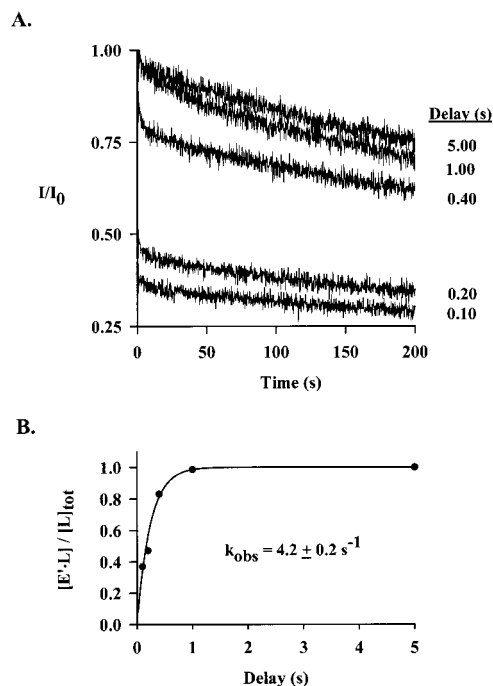 A.
1.00
0.75
0.50
0.25
I/I0
0 50 100 150 200
Time (s)
Delay (s)
5.00
1.00
0.40
0.20
0.10
B.
1.0
0.8
0.6
0.4
0.2
0.0
[E'·L] / [L]tot
kobs = 4.2 ± 0.2 s-1
0 1 2 3 4 5
Delay (s)